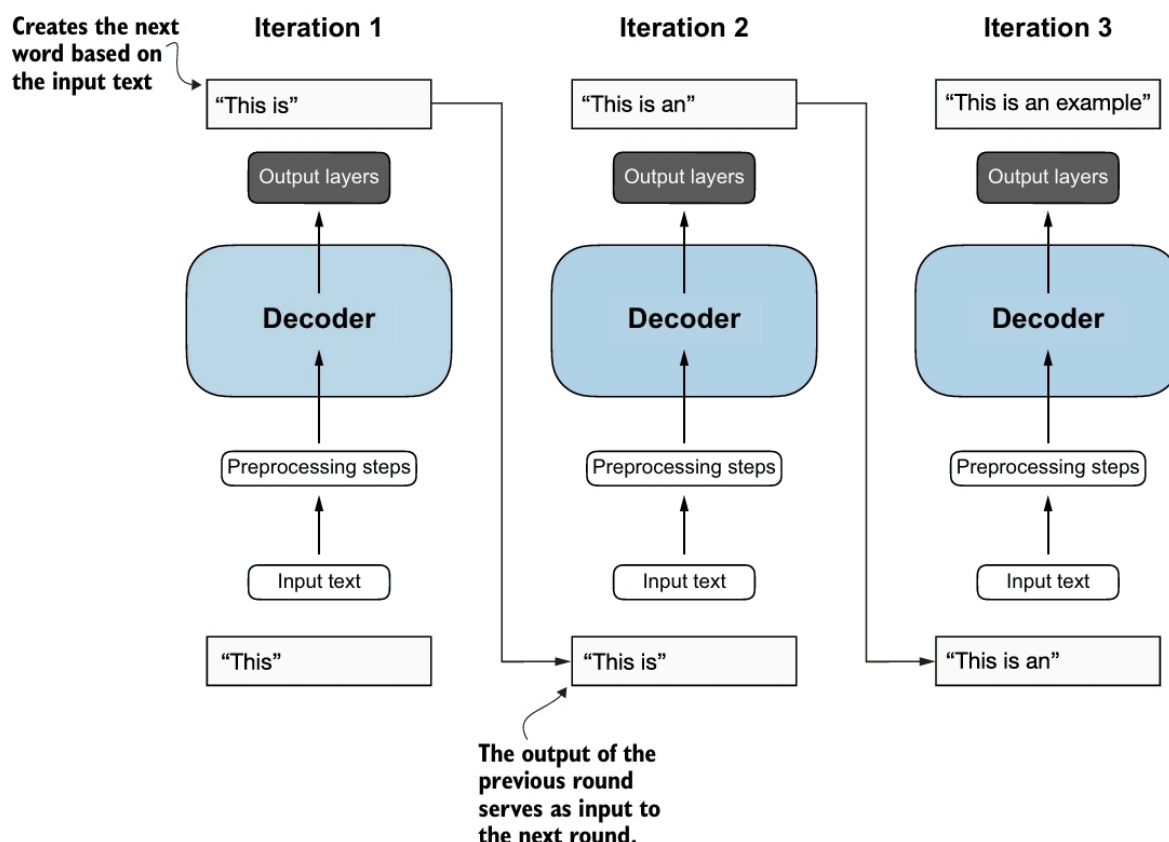 Creates the next
word based on
the input text
Iteration 1
Iteration 2
Iteration 3
“This is”
“This is an”
“This is an example”
Output layers
Output layers
Output layers
Decoder
Decoder
Decoder
Preprocessing steps
Preprocessing steps
Preprocessing steps
Input text
Input text
Input text
“This”
“This is”
“This is an”
The output of the
previous round
serves as input to
the next round.